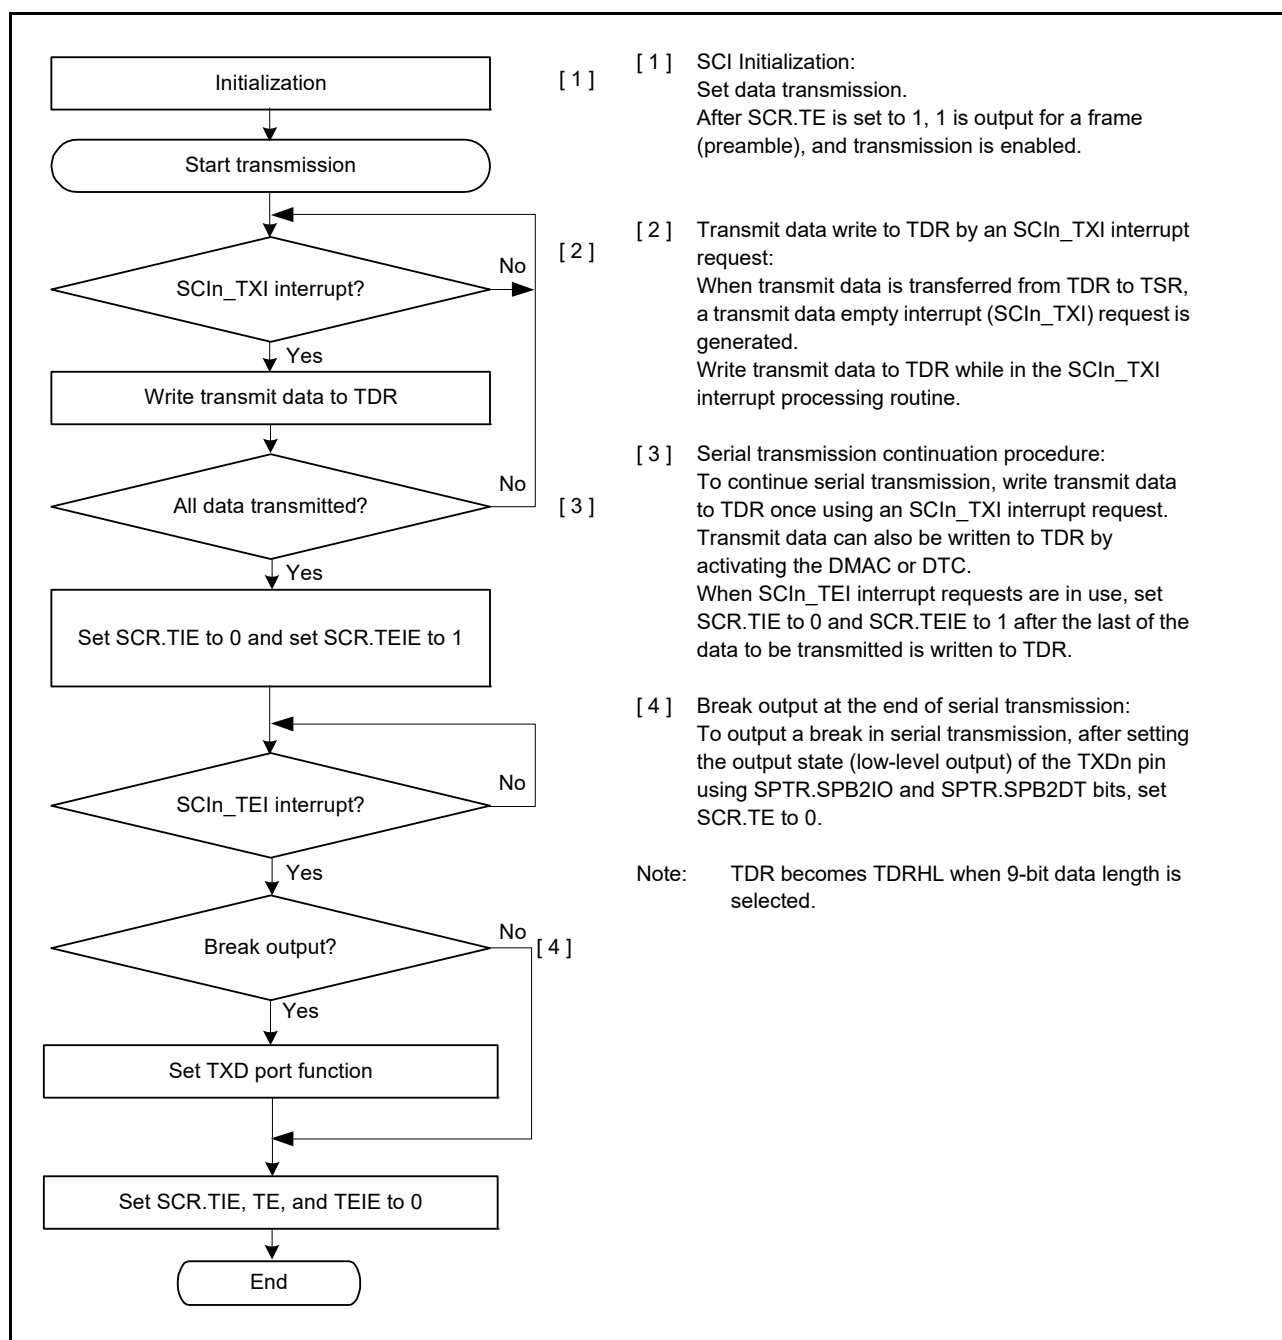 Initialization
[ 1 ]
Start transmission
SCIn_TXI interrupt?
No
[ 2 ]
Yes
Write transmit data to TDR
All data transmitted?
No
[ 3 ]
Yes
Set SCR.TIE to 0 and set SCR.TEIE to 1
SCIn_TEI interrupt?
No
Yes
Break output?
No
[ 4 ]
Yes
Set TXD port function
Set SCR.TIE, TE, and TEIE to 0
End
[ 1 ] SCI Initialization:
Set data transmission.
After SCR.TE is set to 1, 1 is output for a frame
(preamble), and transmission is enabled.
[ 2 ] Transmit data write to TDR by an SCIn_TXI interrupt
request:
When transmit data is transferred from TDR to TSR,
a transmit data empty interrupt (SCIn_TXI) request is
generated.
Write transmit data to TDR while in the SCIn_TXI
interrupt processing routine.
[ 3 ] Serial transmission continuation procedure:
To continue serial transmission, write transmit data
to TDR once using an SCIn_TXI interrupt request.
Transmit data can also be written to TDR by
activating the DMAC or DTC.
When SCIn_TEI interrupt requests are in use, set
SCR.TIE to 0 and SCR.TEIE to 1 after the last of the
data to be transmitted is written to TDR.
[ 4 ] Break output at the end of serial transmission:
To output a break in serial transmission, after setting
the output state (low-level output) of the TXDn pin
using SPTR.SPB2IO and SPTR.SPB2DT bits, set
SCR.TE to 0.
Note: TDR becomes TDRHL when 9-bit data length is
selected.